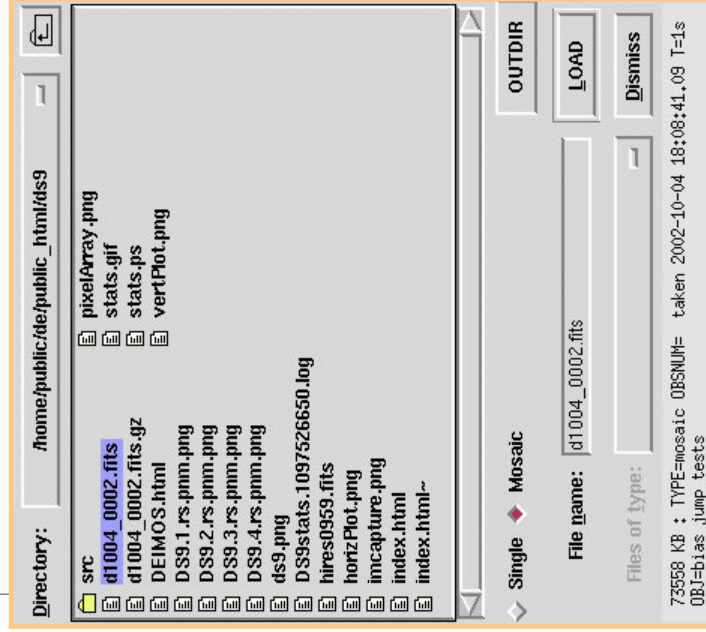 Directory: /home/public/de/public_html/ds9
src
d1004_0002.fits
d1004_0002.fits.gz
DEIMOS.html
DS9.1.rs.pnm.png
DS9.2.rs.pnm.png
DS9.3.rs.pnm.png
DS9.4.rs.pnm.png
ds9.png
DS9stats.1097526650.log
hires0959.fits
horizPlot.png
imcapture.png
index.html
index.html~
pixelArray.png
stats.gif
stats.ps
vertPlot.png
Single Mosaic OUTDIR
File name: d1004_0002.fits LOAD
Files of type: Dismiss
73558 KB : TYPE=mosaic OBSNUM= taken 2002-10-04 18:08:41.09 T=1s
OBJ=bias jump tests